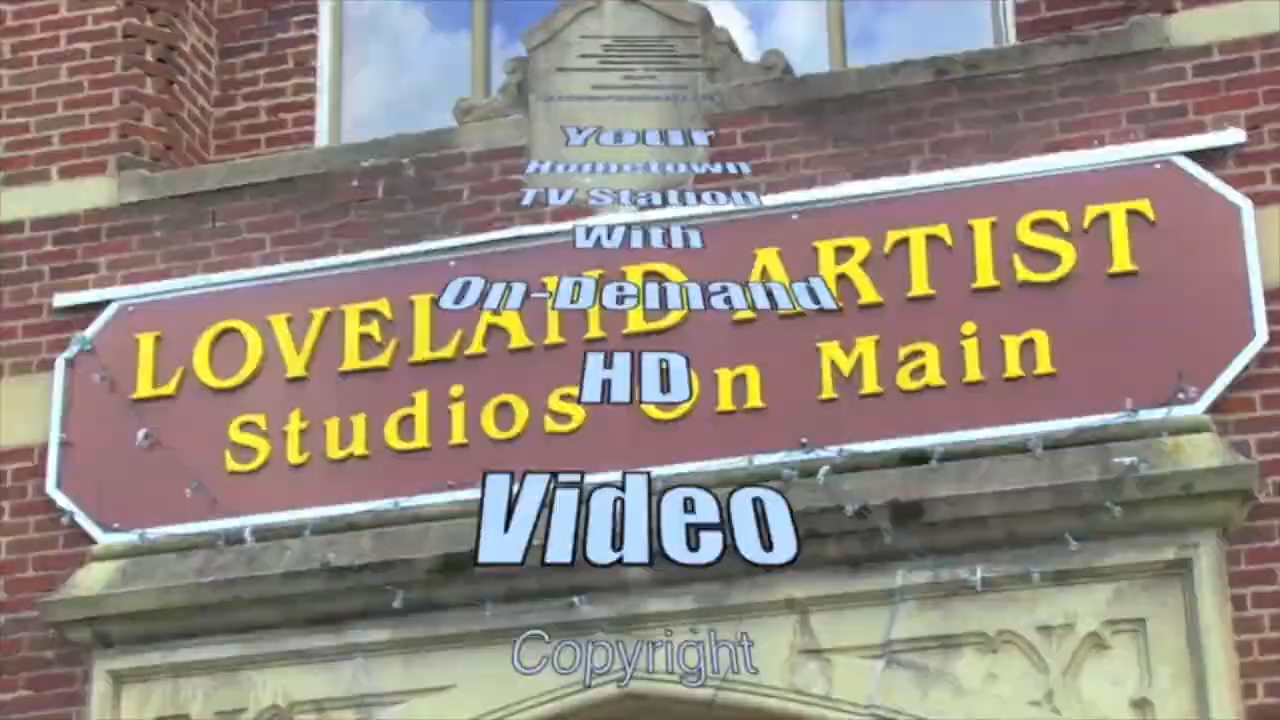 Your
Hometown
TV Station
With
On-Demand
HD
Video
Copyright
LOVELAND ARTIST
Studios On Main